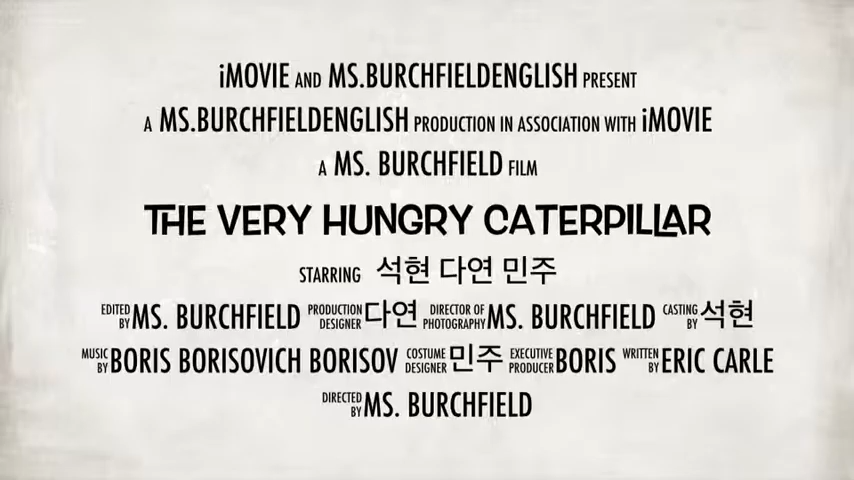 iMOVIE AND MS.BURCHFIELDENGLISH PRESENT
A MS.BURCHFIELDENGLISH PRODUCTION IN ASSOCIATION WITH iMOVIE
A MS. BURCHFIELD FILM
THE VERY HUNGRY CATERPILLAR
STARRING 석현 다연 민주
EDITED BY MS. BURCHFIELD PRODUCTION DESIGNER 다연 DIRECTOR OF PHOTOGRAPHY MS. BURCHFIELD CASTING BY 석현
MUSIC BY BORIS BORISOVICH BORISOV COSTUME DESIGNER 민주 EXECUTIVE PRODUCER BORIS WRITTEN BY ERIC CARLE
DIRECTED BY MS. BURCHFIELD